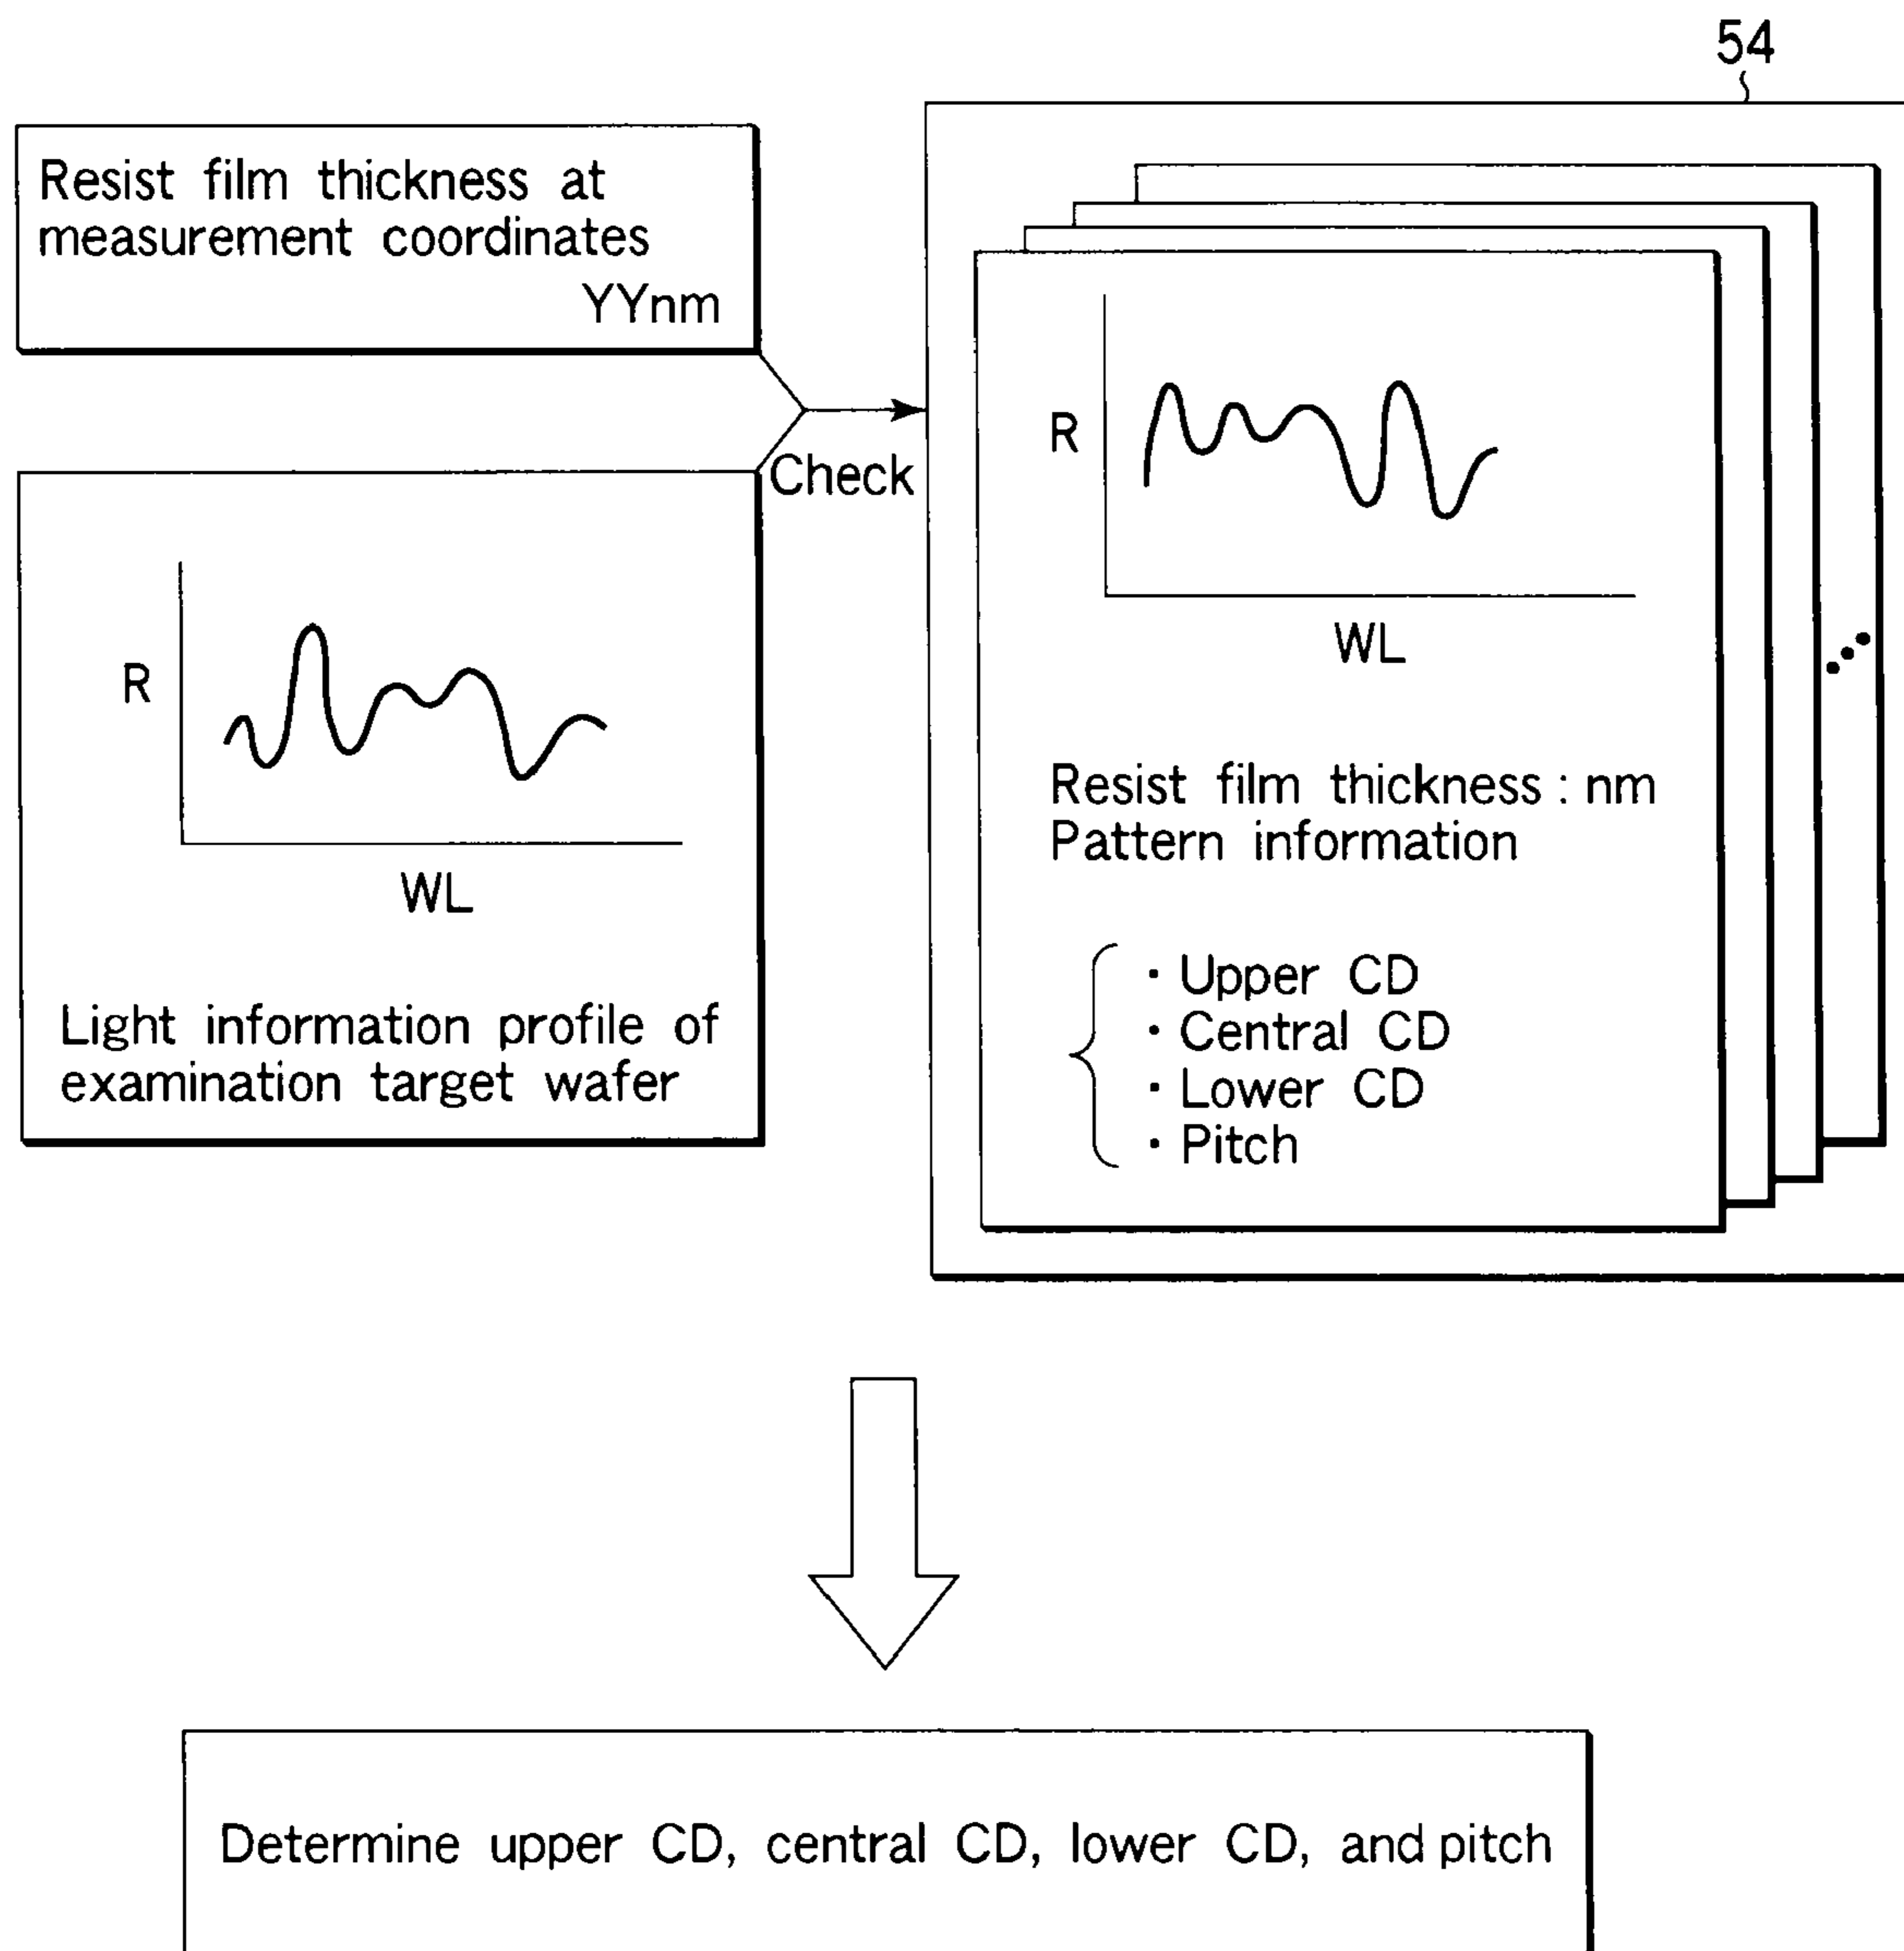 54
Resist film thickness at
measurement coordinates
YYnm
Check
R
WL
Light information profile of
examination target wafer
R
WL
Resist film thickness : nm
Pattern information
· Upper CD
· Central CD
· Lower CD
· Pitch
Determine upper CD, central CD, lower CD, and pitch